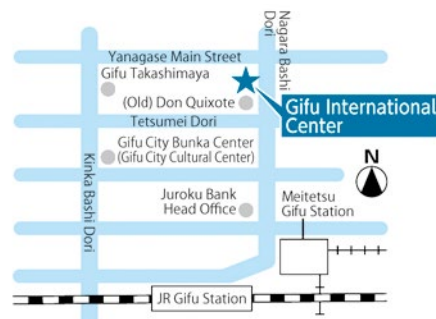 Nagara Bashi
Dori
Yanagase Main Street
Gifu Takashimaya
(Old) Don Quixote
Gifu International
Center
Tetsumei Dori
Gifu City Bunka Center
(Gifu City Cultural Center)
Kinka Bashi Dori
N
Juroku Bank
Head Office
Meitetsu
Gifu Station
JR Gifu Station